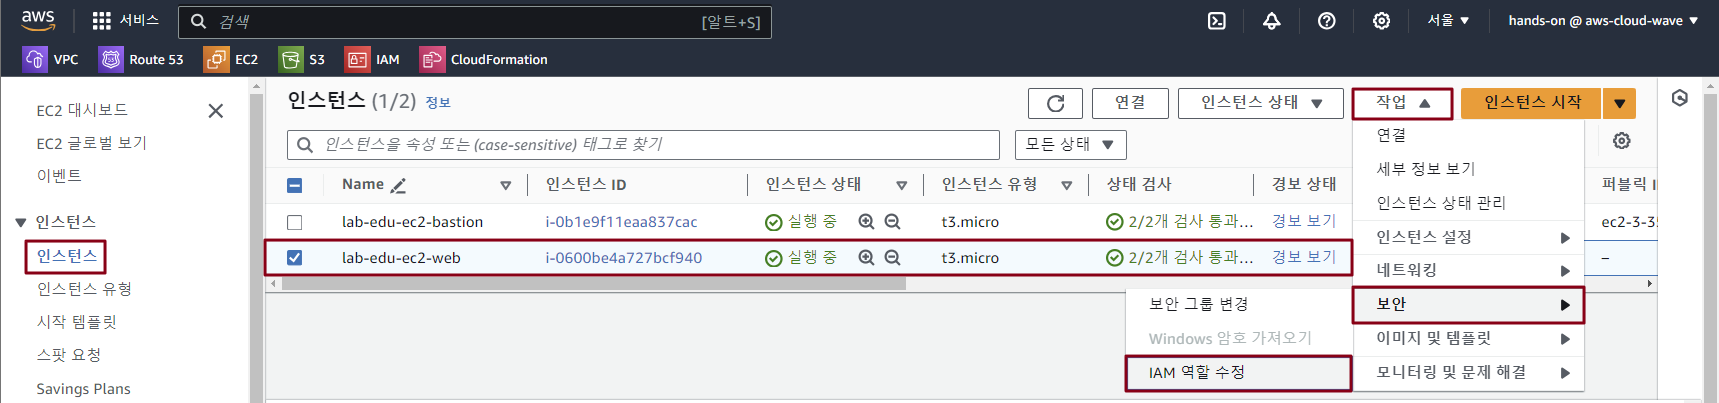 aws 서비스 검색 [알트+S] 서울 ▼ hands-on @ aws-cloud-wave ▼
VPC Route 53 EC2 S3 IAM CloudFormation
EC2 대시보드
EC2 글로벌 보기
이벤트
인스턴스
인스턴스
인스턴스 유형
시작 템플릿
스팟 요청
Savings Plans
인스턴스 (1/2) 정보 연결 인스턴스 상태 ▼ 작업 ▲ 인스턴스 시작 ▼
인스턴스을 속성 또는 (case-sensitive) 태그로 찾기 모든 상태 ▼
Name 인스턴스 ID 인스턴스 상태 인스턴스 유형 상태 검사 경보 상태 퍼블릭 I
lab-edu-ec2-bastion i-0b1e9f11eaa837cac 실행 중 t3.micro 2/2개 검사 통과... 경보 보기 ec2-3-35
lab-edu-ec2-web i-0600be4a727bcf940 실행 중 t3.micro 2/2개 검사 통과... 경보 보기 –
연결
세부 정보 보기
인스턴스 상태 관리
인스턴스 설정
네트워킹
보안
이미지 및 템플릿
모니터링 및 문제 해결
보안 그룹 변경
Windows 암호 가져오기
IAM 역할 수정